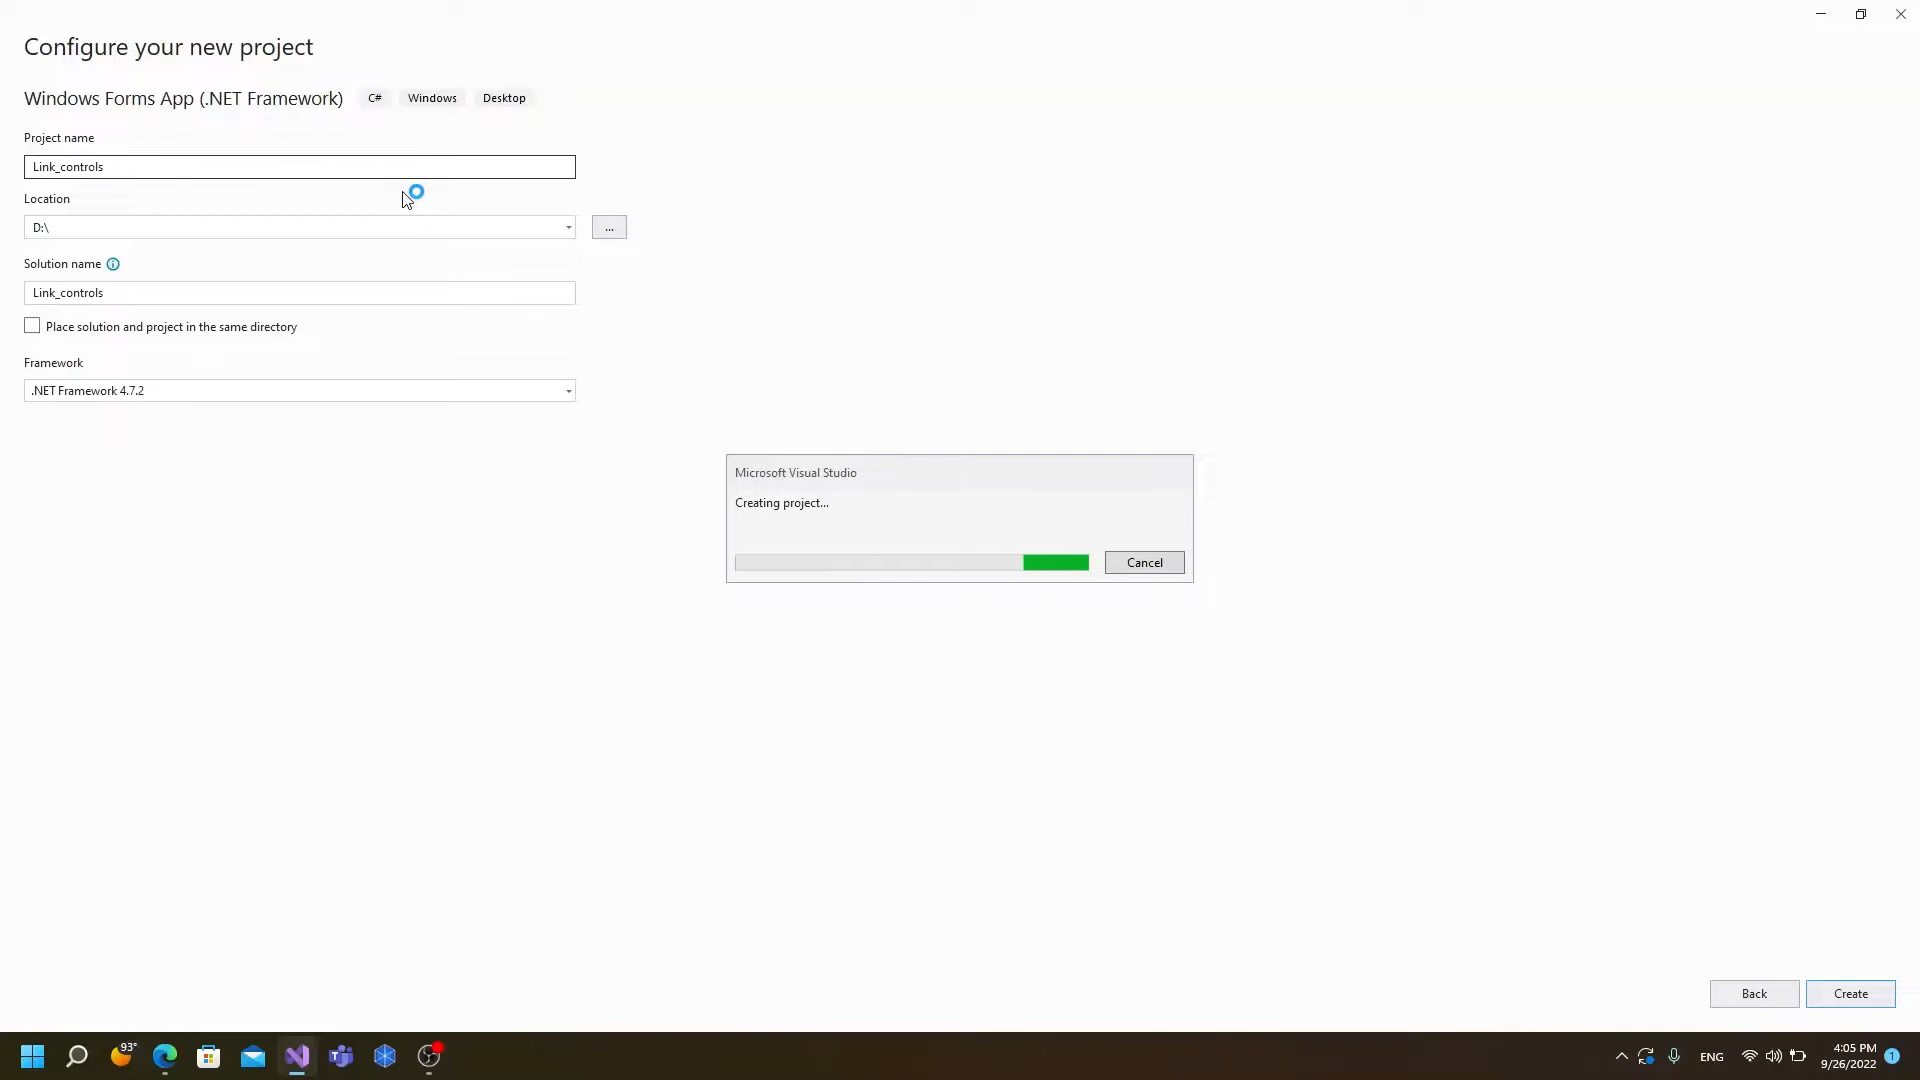 Configure your new project
Windows Forms App (.NET Framework) C# Windows Desktop
Project name
Link_controls
Location
D:\
...
Solution name
Link_controls
Place solution and project in the same directory
Framework
.NET Framework 4.7.2
Microsoft Visual Studio
Creating project...
Cancel
Back Create
93°
ENG
4:05 PM
9/26/2022
1